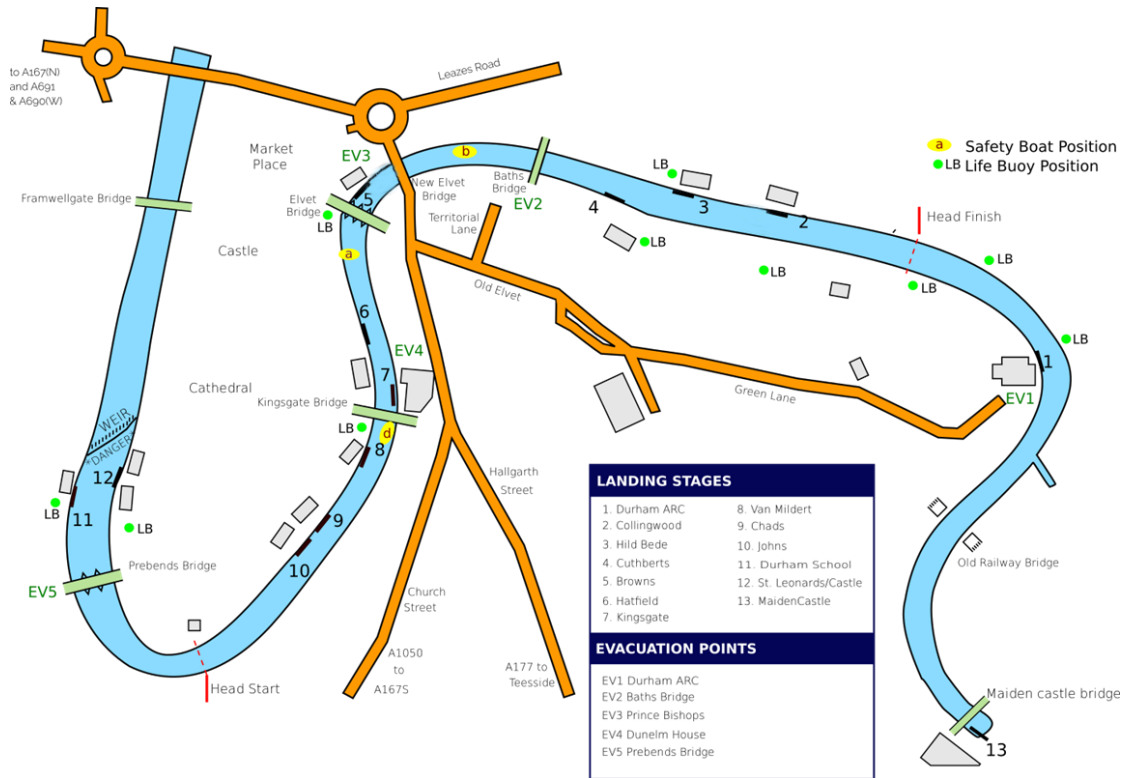 to A167(N)
and A691
& A690(W)
Leazes Road
Market
Place
EV3
b
a Safety Boat Position
LB Life Buoy Position
Framwellgate Bridge
Elvet
Bridge
5
New Elvet
Bridge
Baths
Bridge
EV2
LB
4
3
2
Head Finish
LB
Territorial
Lane
Castle
a
LB
LB
LB
LB
Old Elvet
6
LB
1
EV4
Cathedral
7
Kingsgate Bridge
Green Lane
EV1
WEIR
*DANGER*
LB
d
8
12
11
LB
LB
Hallgarth
Street
9
10
Prebends Bridge
EV5
Old Railway Bridge
Church
Street
A1050
to
A167S
A177 to
Teesside
Head Start
Maiden castle bridge
13
LANDING STAGES
1. Durham ARC
2. Collingwood
3. Hild Bede
4. Cuthberts
5. Browns
6. Hatfield
7. Kingsgate
8. Van Mildert
9. Chads
10. Johns
11. Durham School
12. St. Leonards/Castle
13. MaidenCastle
EVACUATION POINTS
EV1 Durham ARC
EV2 Baths Bridge
EV3 Prince Bishops
EV4 Dunelm House
EV5 Prebends Bridge